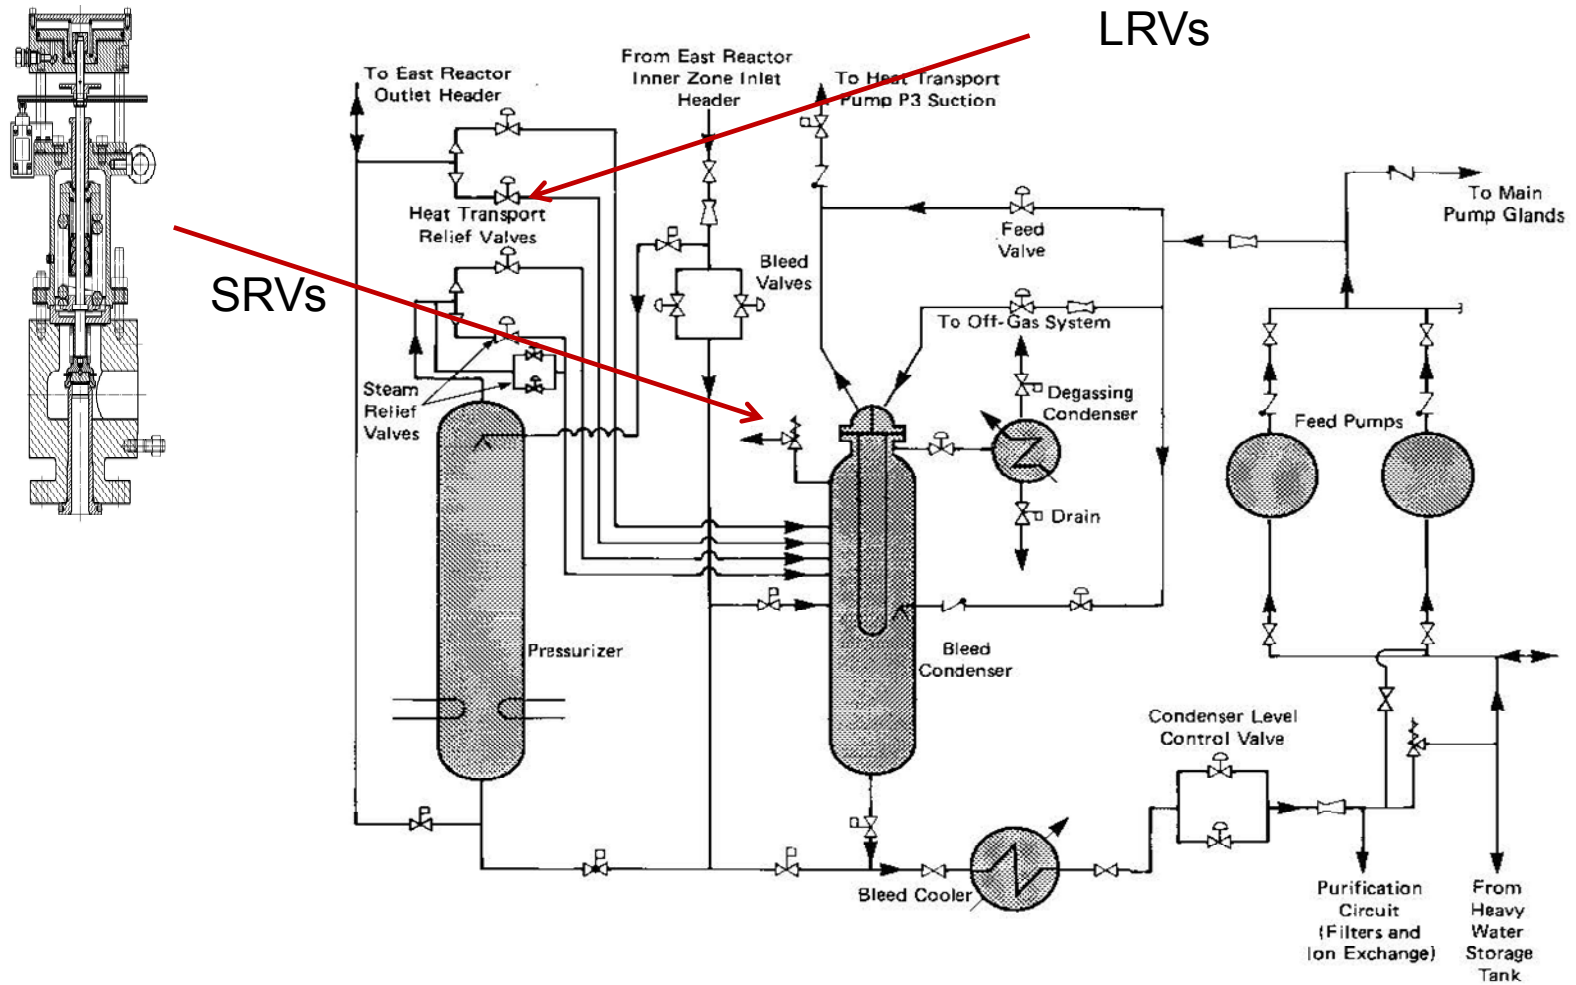 LRVs
From East Reactor
Inner Zone Inlet
Header
To East Reactor
Outlet Header
To Heat Transport
Pump P3 Suction
Heat Transport
Relief Valves
Bleed
Valves
Feed
Valve
To Main
Pump Glands
SRVs
To Off-Gas System
Steam
Relief
Valves
Degassing
Condenser
Feed Pumps
Drain
Pressurizer
Bleed
Condenser
Condenser Level
Control Valve
Bleed Cooler
Purification
Circuit
(Filters and
Ion Exchange)
From
Heavy
Water
Storage
Tank